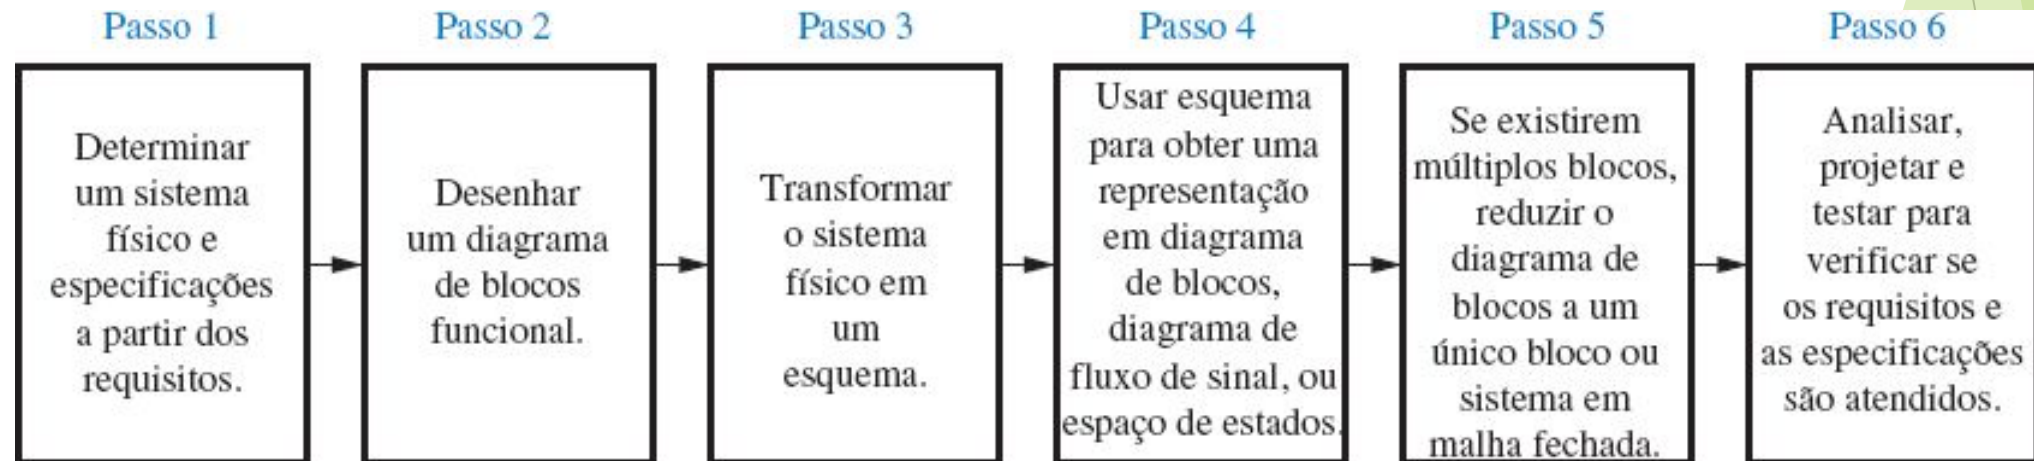 Passo 1
Determinar
um sistema
físico e
especificações
a partir dos
requisitos.
Passo 2
Desenhar
um diagrama
de blocos
funcional.
Passo 3
Transformar
o sistema
físico em
um
esquema.
Passo 4
Usar esquema
para obter uma
representação
em diagrama
de blocos,
diagrama de
fluxo de sinal, ou
espaço de estados.
Passo 5
Se existirem
múltiplos blocos,
reduzir o
diagrama de
blocos a um
único bloco ou
sistema em
malha fechada.
Passo 6
Analisar,
projetar e
testar para
verificar se
os requisitos e
as especificações
são atendidos.